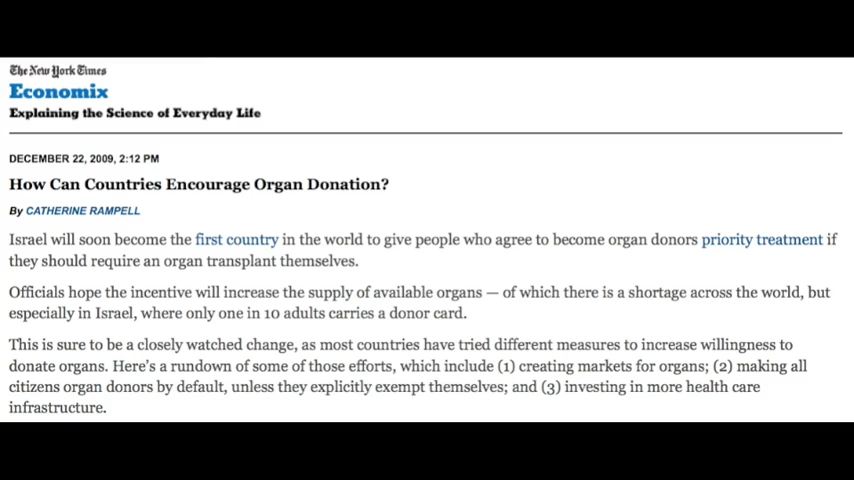 The New York Times
Economix
Explaining the Science of Everyday Life
DECEMBER 22, 2009, 2:12 PM
How Can Countries Encourage Organ Donation?
By CATHERINE RAMPELL
Israel will soon become the first country in the world to give people who agree to become organ donors priority treatment if
they should require an organ transplant themselves.
Officials hope the incentive will increase the supply of available organs — of which there is a shortage across the world, but
especially in Israel, where only one in 10 adults carries a donor card.
This is sure to be a closely watched change, as most countries have tried different measures to increase willingness to
donate organs. Here's a rundown of some of those efforts, which include (1) creating markets for organs; (2) making all
citizens organ donors by default, unless they explicitly exempt themselves; and (3) investing in more health care
infrastructure.